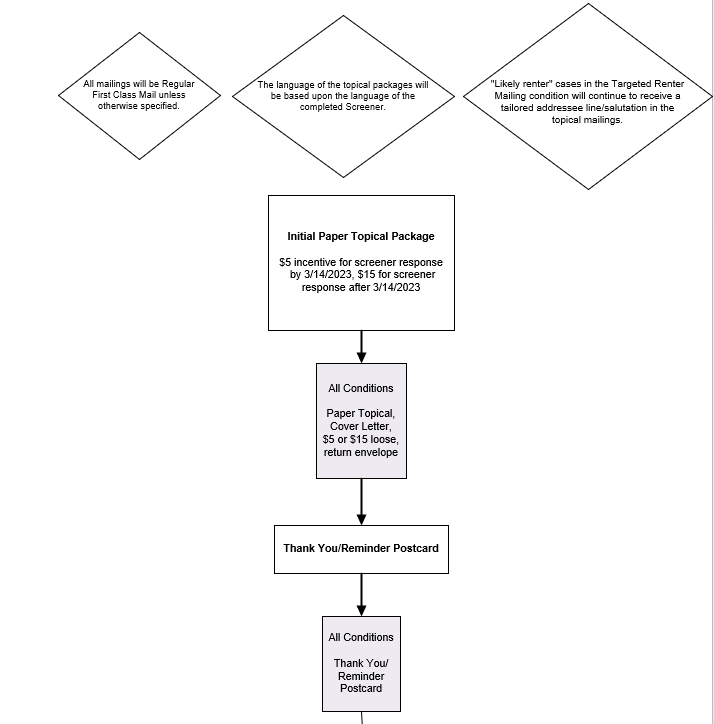 All mailings will be Regular
First Class Mail unless
otherwise specified.
The language of the topical packages will
be based upon the language of the
completed Screener.
"Likely renter" cases in the Targeted Renter
Mailing condition will continue to receive a
tailored addressee line/salutation in the
topical mailings.
Initial Paper Topical Package
$5 incentive for screener response
by 3/14/2023, $15 for screener
response after 3/14/2023
All Conditions
Paper Topical,
Cover Letter,
$5 or $15 loose,
return envelope
Thank You/Reminder Postcard
All Conditions
Thank You/
Reminder
Postcard